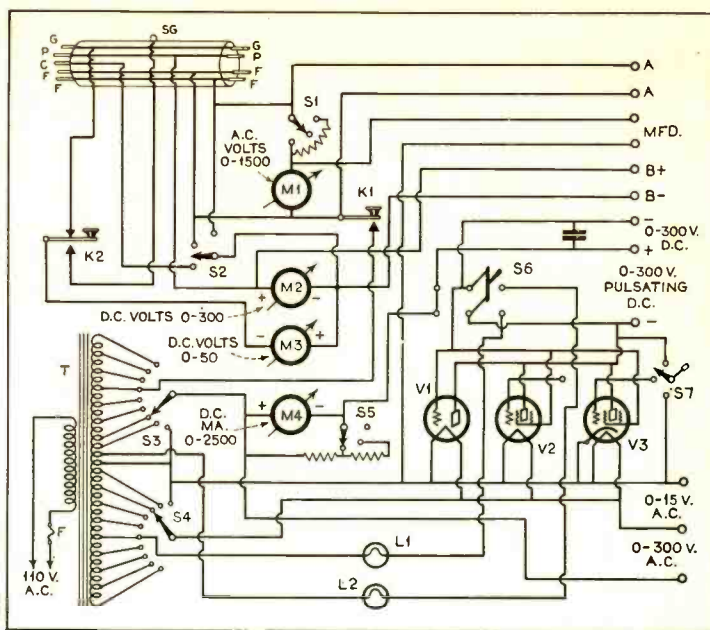 SG
G
P
C
F
F
G
P
F
F
S1
A.C.
VOLTS
0-1500
M1
K1
A
A
MFD.
B+
B-
-
0-300 V.
D.C.
+
0-300 V.
PULSATING
D.C.
-
K2
S2
+
M2
-
D.C. VOLTS 0-300
-
M3
+
D.C. VOLTS
0-50
S6
T
S3
D.C.
MA.
0-2500
+
M4
-
S5
V1
V2
V3
S7
S4
F
110 V.
A.C.
L1
L2
0-15 V.
A.C.
0-300 V.
A.C.